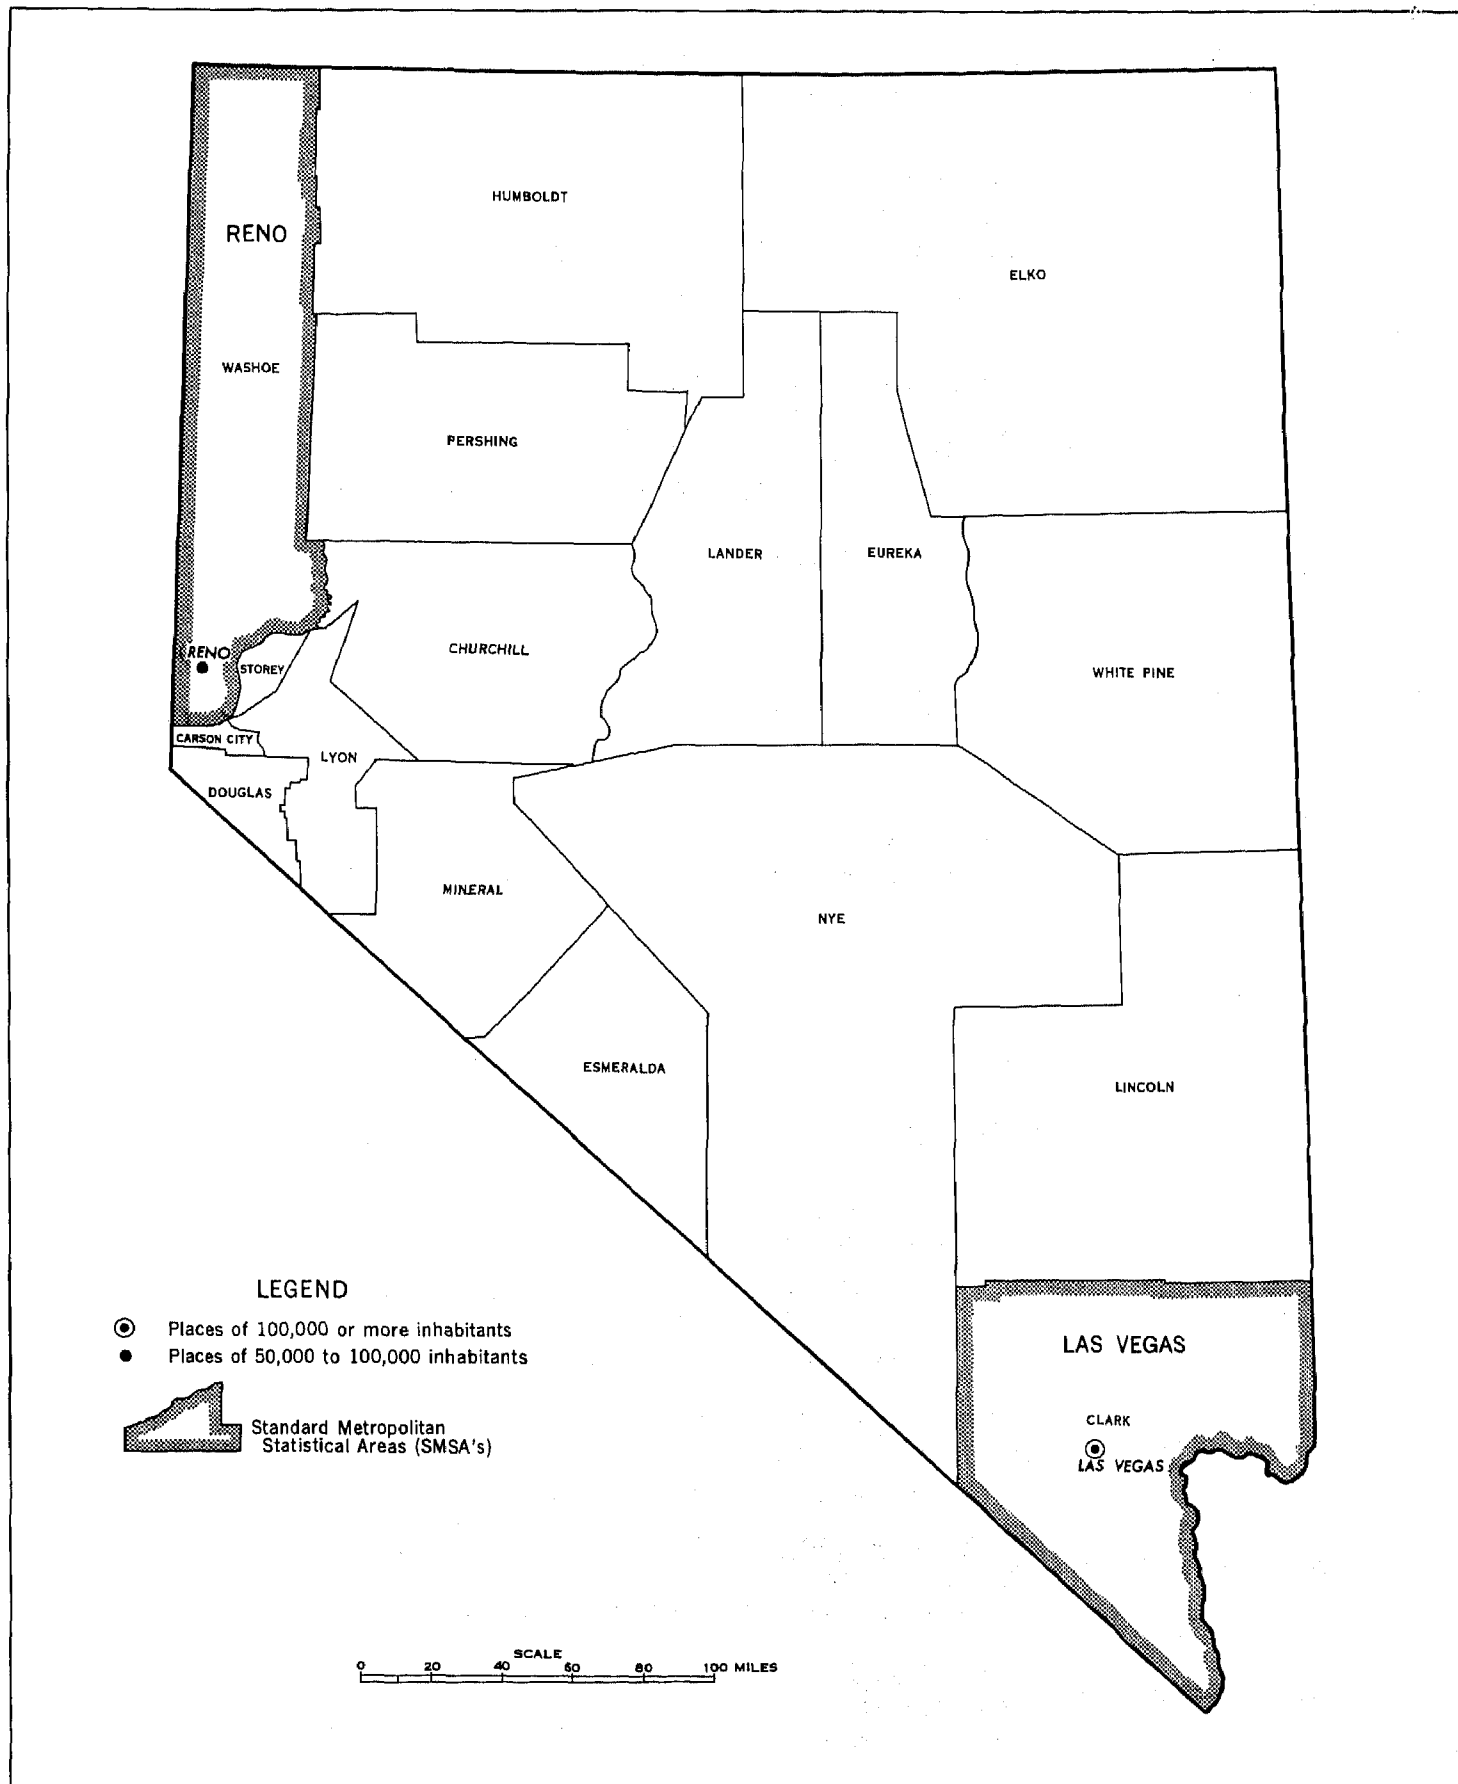 HUMBOLDT
RENO
ELKO
WASHOE
PERSHING
LANDER
EUREKA
CHURCHILL
RENO
STOREY
WHITE PINE
CARSON CITY
LYON
DOUGLAS
MINERAL
NYE
ESMERALDA
LINCOLN
LEGEND
Places of 100,000 or more inhabitants
Places of 50,000 to 100,000 inhabitants
Standard Metropolitan
Statistical Areas (SMSA's)
LAS VEGAS
CLARK
LAS VEGAS
SCALE
0 20 40 60 80 100 MILES